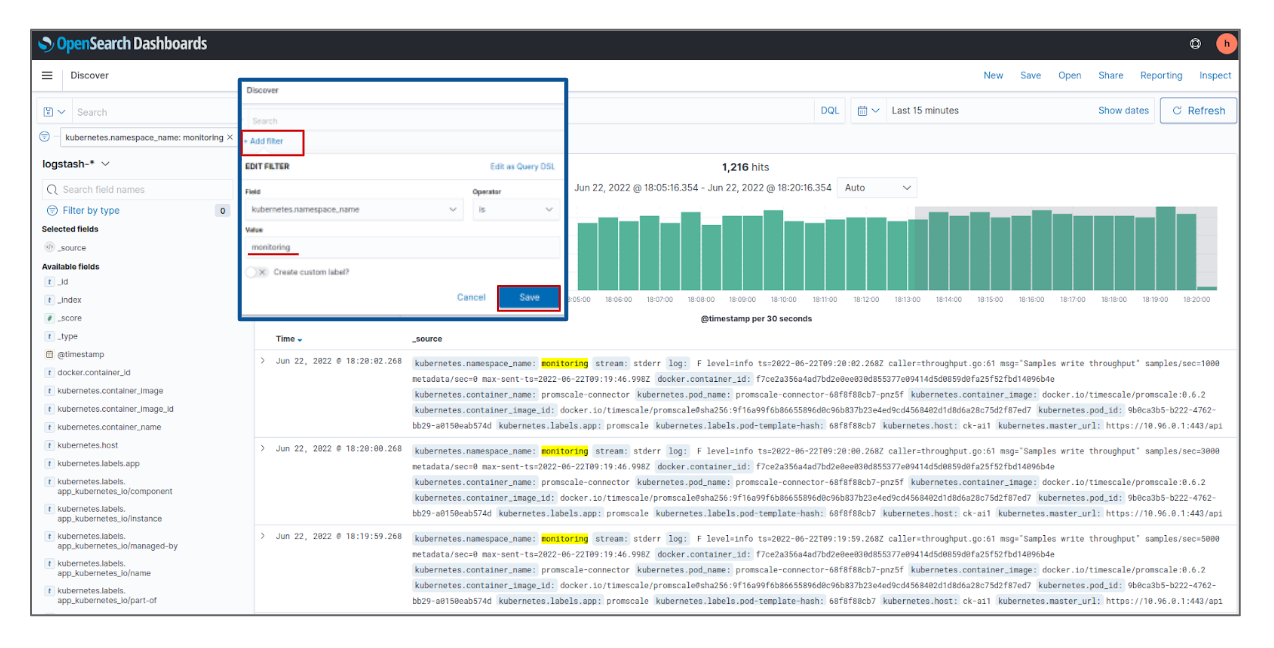 OpenSearch Dashboards
h
Discover
New Save Open Share Reporting Inspect
Search
DQL
Last 15 minutes
Show dates
Refresh
kubernetes.namespace_name: monitoring ×
Discover
Search
+ Add filter
EDIT FILTER
Edit as Query DSL
Field
Operator
kubernetes.namespace_name
is
Value
monitoring
Create custom label?
Cancel
Save
logstash-*
Search field names
Filter by type 0
Selected fields
_source
Available fields
t _id
t _index
# _score
t _type
@timestamp
t docker.container_id
t kubernetes.container_image
t kubernetes.container_image_id
t kubernetes.container_name
t kubernetes.host
t kubernetes.labels.app
t kubernetes.labels.
app_kubernetes_io/component
t kubernetes.labels.
app_kubernetes_io/instance
t kubernetes.labels.
app_kubernetes_io/managed-by
t kubernetes.labels.
app_kubernetes_io/name
t kubernetes.labels.
app_kubernetes_io/part-of
1,216 hits
Jun 22, 2022 @ 18:05:16.354 - Jun 22, 2022 @ 18:20:16.354 Auto
18:06:00 18:07:00 18:08:00 18:09:00 18:10:00 18:11:00 18:12:00 18:13:00 18:14:00 18:15:00 18:16:00 18:17:00 18:18:00 18:19:00 18:20:00
@timestamp per 30 seconds
Time _source
Jun 22, 2022 @ 18:20:02.268
kubernetes.namespace_name: monitoring stream: stderr log: F level=info ts=2022-06-22T09:20:02.268Z caller=throughput.go:61 msg="Samples write throughput" samples/sec=1000
metadata/sec=0 max-sent-ts=2022-06-22T09:19:46.998Z docker.container_id:
kubernetes.container_name: promscale-connector kubernetes.pod_name: promscale-connector-68f8f88cb7-pnz5f kubernetes.container_image: docker.io/timescale/promscale:0.6.2
kubernetes.container_image_id: kubernetes.pod_id: 9b0ca3b5-b222-4762-
bb29-a0150eab574d kubernetes.labels.app: promscale kubernetes.labels.pod-template-hash: 68f8f88cb7 kubernetes.host: ck-ai1 kubernetes.master_url: https://10.96.0.1:443/api
Jun 22, 2022 @ 18:20:00.268
kubernetes.namespace_name: monitoring stream: stderr log: F level=info ts=2022-06-22T09:20:00.268Z caller=throughput.go:61 msg="Samples write throughput" samples/sec=3000
metadata/sec=0 max-sent-ts=2022-06-22T09:19:46.998Z docker.container_id:
kubernetes.container_name: promscale-connector kubernetes.pod_name: promscale-connector-68f8f88cb7-pnz5f kubernetes.container_image: docker.io/timescale/promscale:0.6.2
kubernetes.container_image_id: kubernetes.pod_id: 9b0ca3b5-b222-4762-
bb29-a0150eab574d kubernetes.labels.app: promscale kubernetes.labels.pod-template-hash: 68f8f88cb7 kubernetes.host: ck-ai1 kubernetes.master_url: https://10.96.0.1:443/api
Jun 22, 2022 @ 18:19:59.268
kubernetes.namespace_name: monitoring stream: stderr log: F level=info ts=2022-06-22T09:19:59.268Z caller=throughput.go:61 msg="Samples write throughput" samples/sec=5000
metadata/sec=0 max-sent-ts=2022-06-22T09:19:46.998Z docker.container_id:
kubernetes.container_name: promscale-connector kubernetes.pod_name: promscale-connector-68f8f88cb7-pnz5f kubernetes.container_image: docker.io/timescale/promscale:0.6.2
kubernetes.container_image_id: kubernetes.pod_id: 9b0ca3b5-b222-4762-
bb29-a0150eab574d kubernetes.labels.app: promscale kubernetes.labels.pod-template-hash: 68f8f88cb7 kubernetes.host: ck-ai1 kubernetes.master_url: https://10.96.0.1:443/api